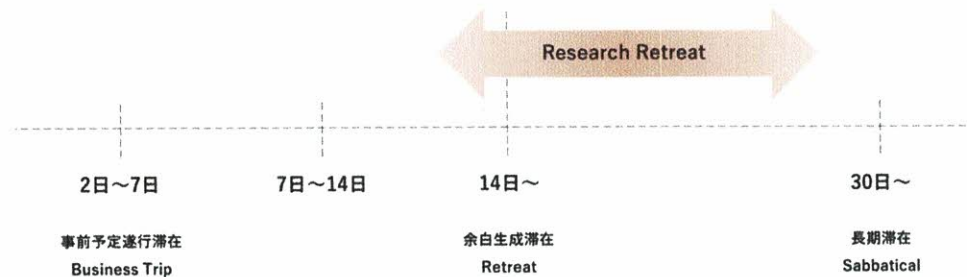 Research Retreat
2日～7日
7日～14日
14日～
30日～
事前予定遂行滞在
余白生成滞在
長期滞在
Business Trip
Retreat
Sabbatical